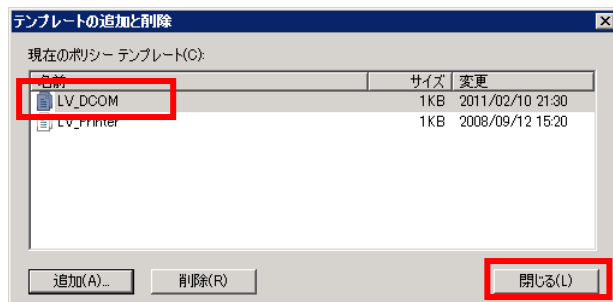 テンプレートの追加と削除
現在のポリシー テンプレート(C):
名前 サイズ 変更
LV_DCOM 1KB 2011/02/10 21:30
LV_Printer 1KB 2008/09/12 15:20
追加(A)... 削除(R) 閉じる(L)